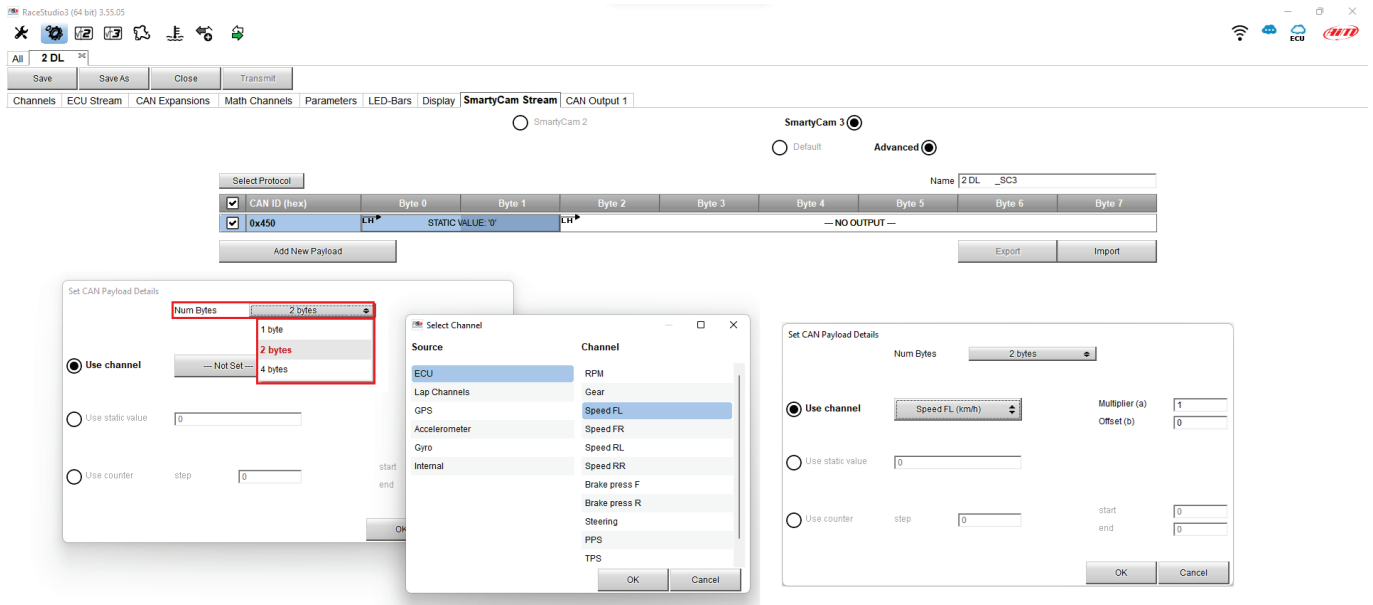 RaceStudio3 (64 bit) 3.55.05
ECU
AiM
All 2 DL
Save Save As Close Transmit
Channels ECU Stream CAN Expansions Math Channels Parameters LED-Bars Display SmartyCam Stream CAN Output 1
SmartyCam 2 SmartyCam 3
Default Advanced
Select Protocol Name 2 DL _SC3
CAN ID (hex) Byte 0 Byte 1 Byte 2 Byte 3 Byte 4 Byte 5 Byte 6 Byte 7
0x450 LH STATIC VALUE: '0' LH --- NO OUTPUT ---
Add New Payload Export Import
Set CAN Payload Details
Num Bytes 2 bytes
1 byte
2 bytes
4 bytes
Use channel --- Not Set ---
Use static value 0
Use counter step 0 start
end
OK
Select Channel
Source Channel
ECU RPM
Lap Channels Gear
GPS Speed FL
Accelerometer Speed FR
Gyro Speed RL
Internal Speed RR
Brake press F
Brake press R
Steering
PPS
TPS
OK Cancel
Set CAN Payload Details
Num Bytes 2 bytes
Use channel Speed FL (km/h) Multiplier (a) 1
Offset (b) 0
Use static value 0
Use counter step 0 start 0
end 0
OK Cancel